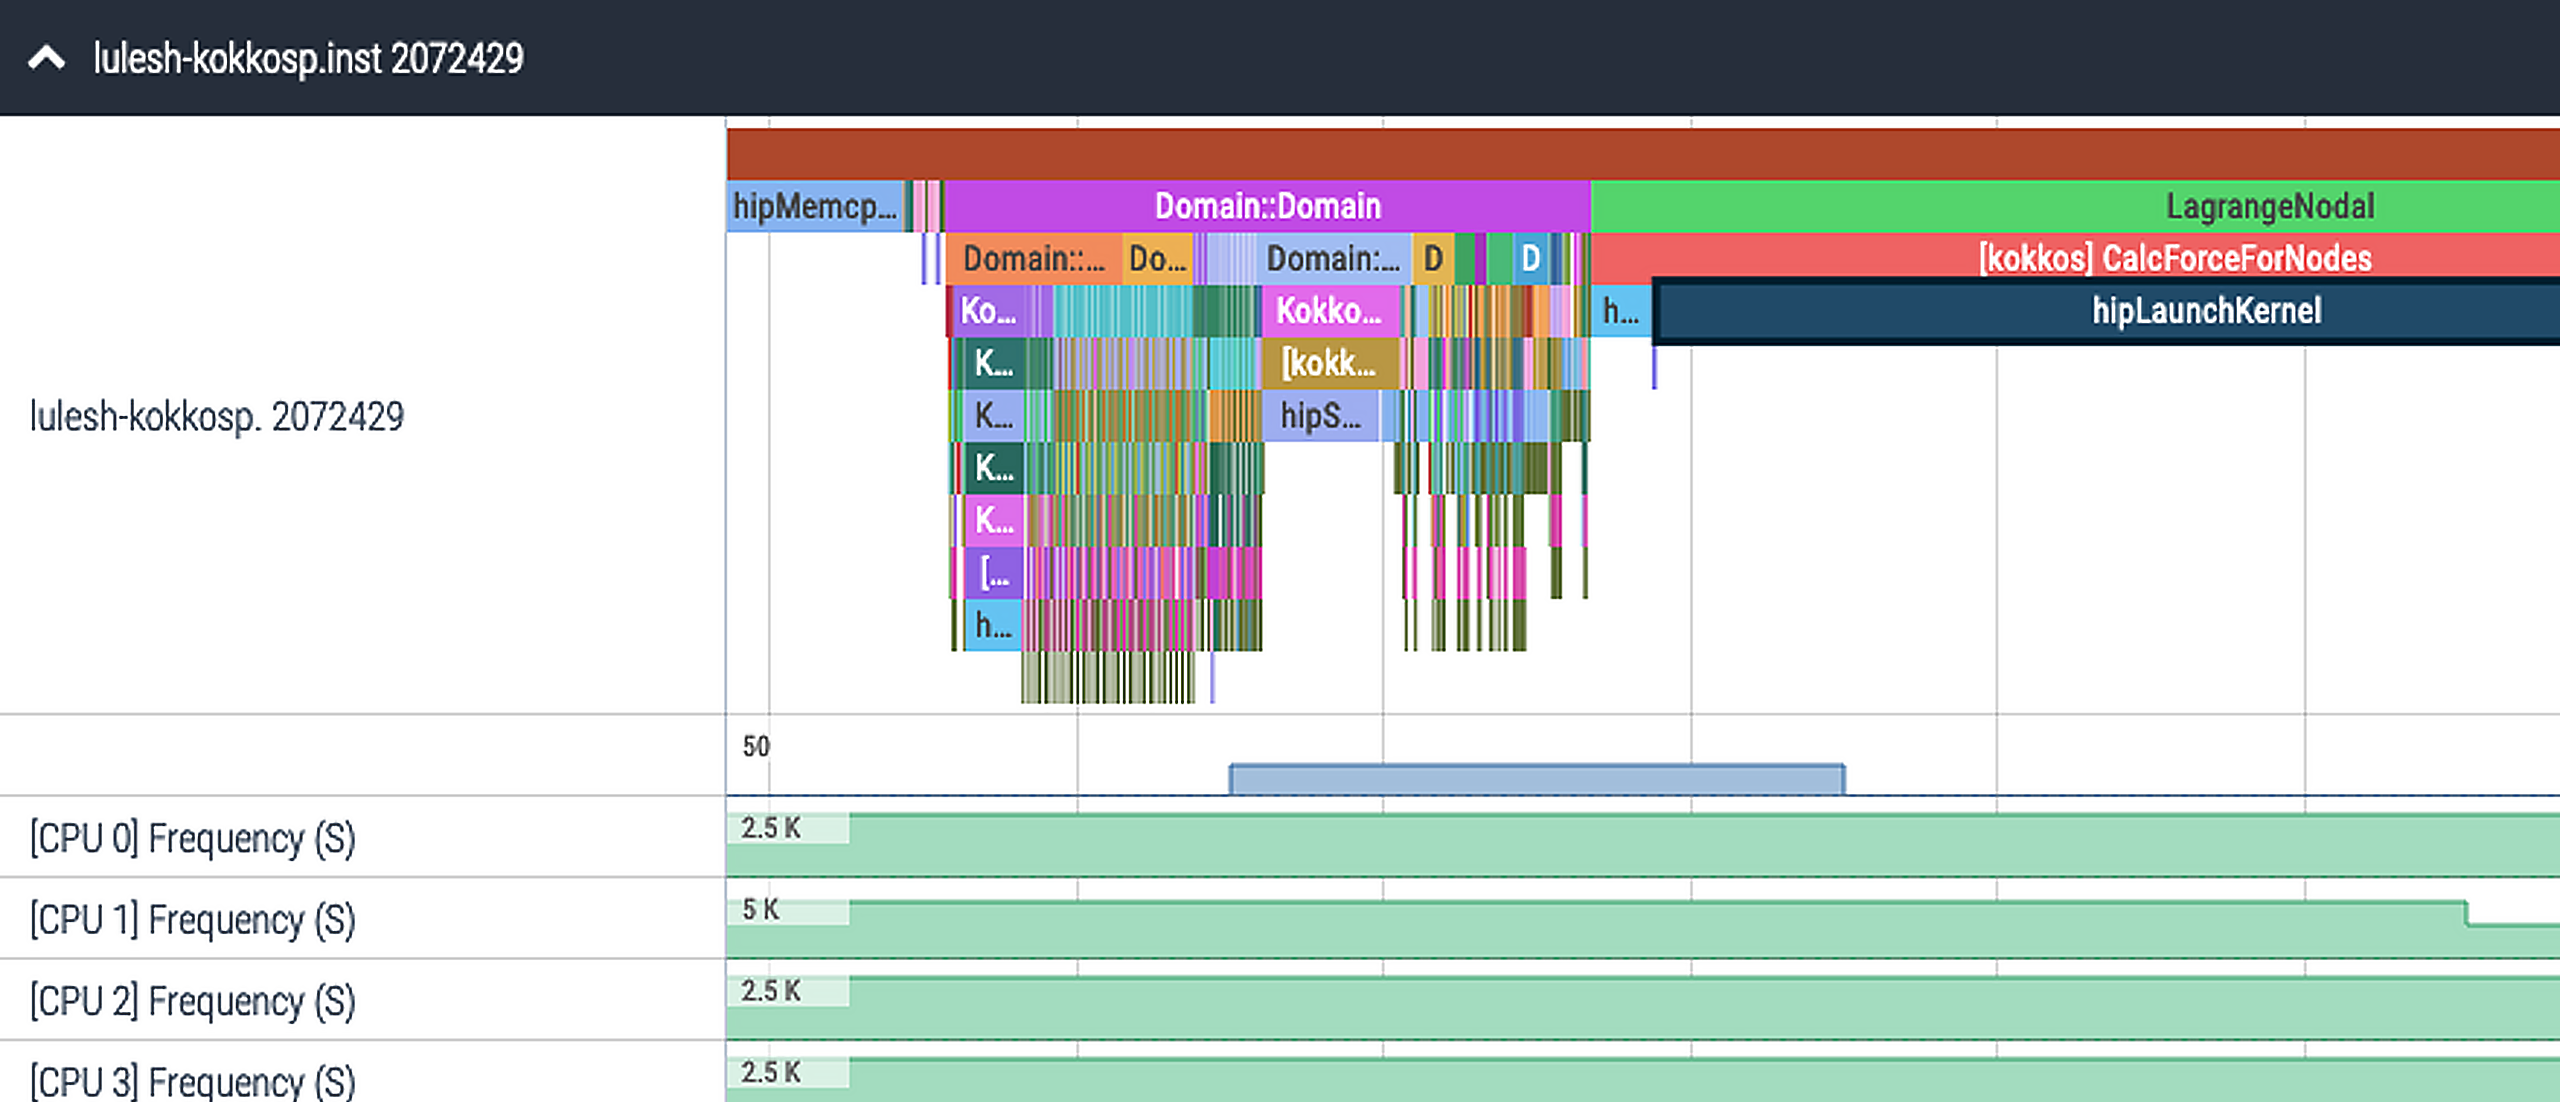 lulesh-kokkosp.inst 2072429
hipMemcp... Domain::Domain LagrangeNodal
Domain::... Do... Domain:... D D [kokkos] CalcForceForNodes
Ko... Kokko... h... hipLaunchKernel
K... [kokk...
lulesh-kokkosp. 2072429 K... hipS...
K...
K...
[...
h...
50
[CPU 0] Frequency (S) 2.5 K
[CPU 1] Frequency (S) 5 K
[CPU 2] Frequency (S) 2.5 K
[CPU 3] Frequency (S) 2.5 K